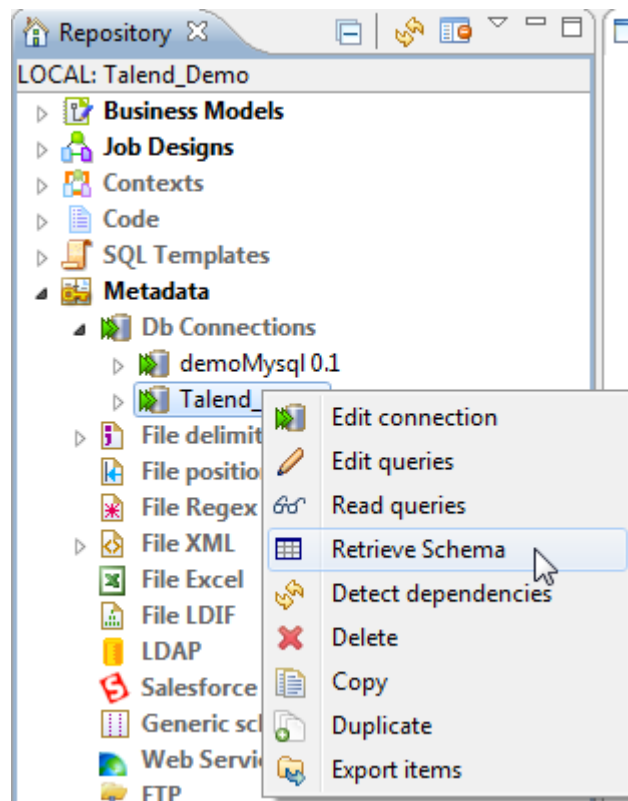 Repository
LOCAL: Talend_Demo
Business Models
Job Designs
Contexts
Code
SQL Templates
Metadata
Db Connections
demoMysql 0.1
Talend_
File delimit
File positio
File Regex
File XML
File Excel
File LDIF
LDAP
Salesforce
Generic scl
Web Servi
FTP
Edit connection
Edit queries
Read queries
Retrieve Schema
Detect dependencies
Delete
Copy
Duplicate
Export items